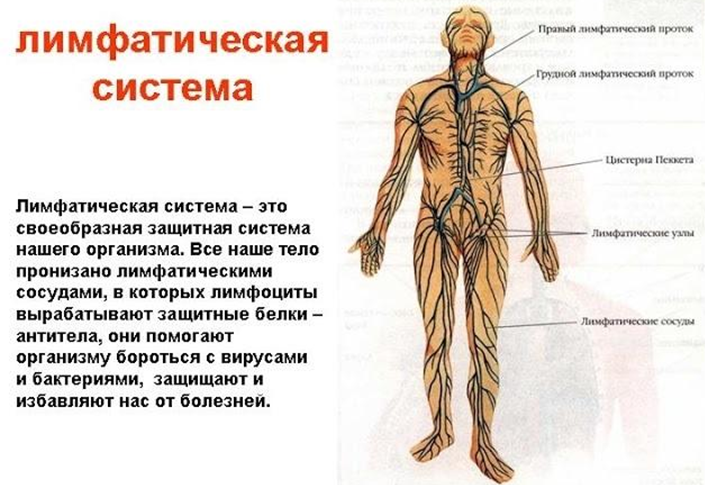 лимфатическая
система
Лимфатическая система – это
своеобразная защитная система
нашего организма. Все наше тело
пронизано лимфатическими
сосудами, в которых лимфоциты
вырабатывают защитные белки –
антитела, они помогают
организму бороться с вирусами
и бактериями, защищают и
избавляют нас от болезней.
Правый лимфатический проток
Грудной лимфатический проток
Цистерна Пеккета
Лимфатические узлы
Лимфатические сосуды